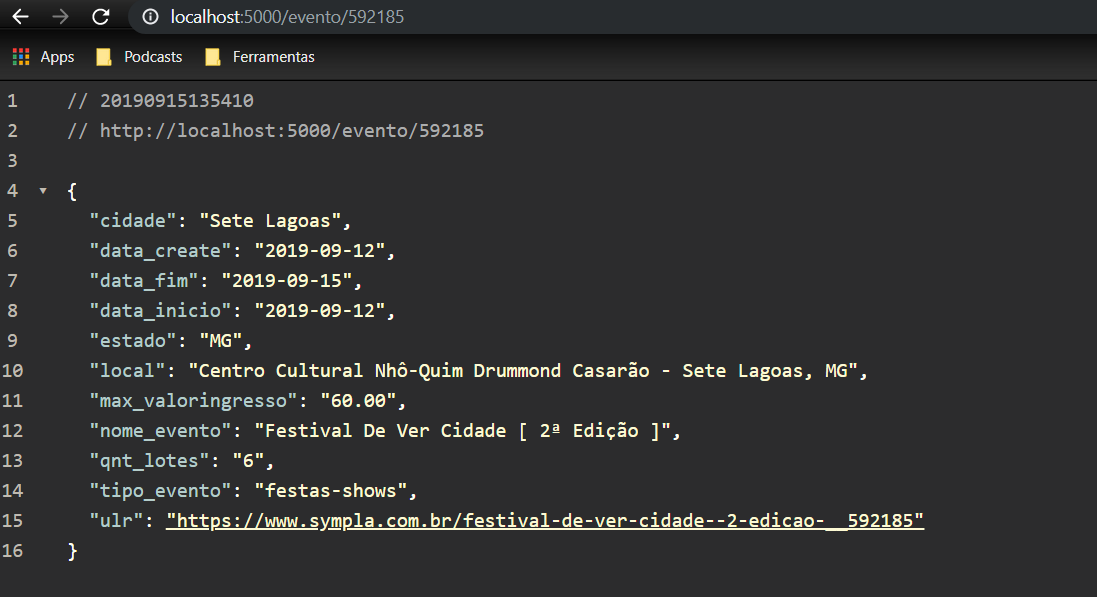 localhost:5000/evento/592185
Apps Podcasts Ferramentas
1 // 20190915135410
2 // http://localhost:5000/evento/592185
3
4 {
5 "cidade": "Sete Lagoas",
6 "data_create": "2019-09-12",
7 "data_fim": "2019-09-15",
8 "data_inicio": "2019-09-12",
9 "estado": "MG",
10 "local": "Centro Cultural Nhô-Quim Drummond Casarão - Sete Lagoas, MG",
11 "max_valoringresso": "60.00",
12 "nome_evento": "Festival De Ver Cidade [ 2ª Edição ]",
13 "qnt_lotes": "6",
14 "tipo_evento": "festas-shows",
15 "ulr": "https://www.sympla.com.br/festival-de-ver-cidade--2-edicao-__592185"
16 }